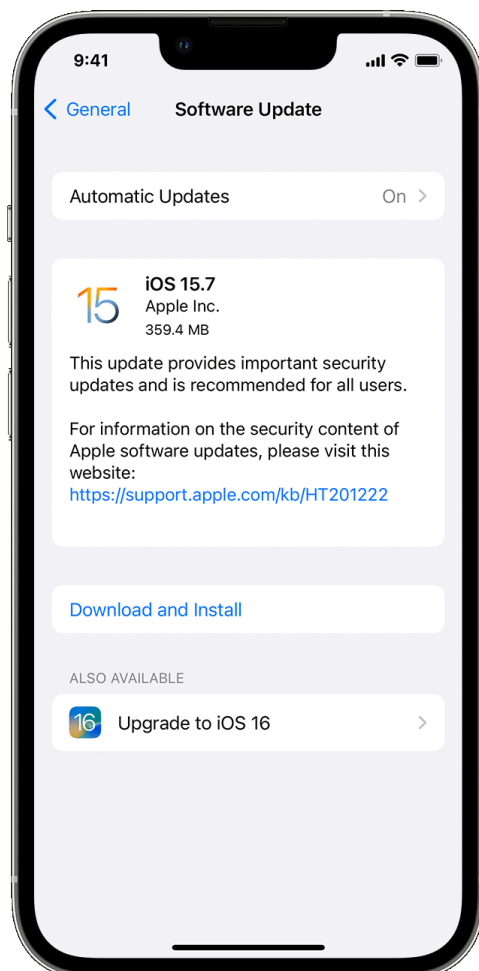 9:41
General
Software Update
Automatic Updates
On
15
iOS 15.7
Apple Inc.
359.4 MB
This update provides important security
updates and is recommended for all users.
For information on the security content of
Apple software updates, please visit this
website:
https://support.apple.com/kb/HT201222
Download and Install
ALSO AVAILABLE
16
Upgrade to iOS 16